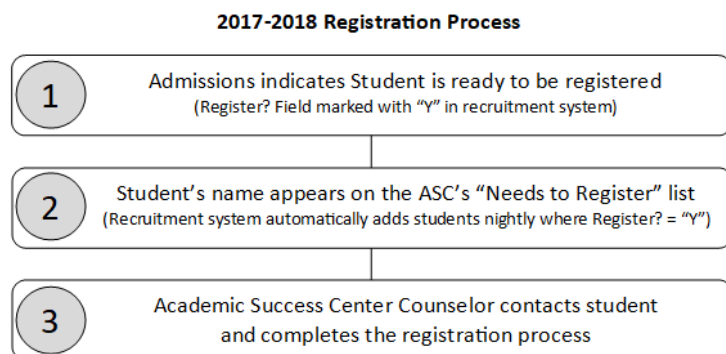 2017-2018 Registration Process
1
Admissions indicates Student is ready to be registered
(Register? Field marked with “Y” in recruitment system)
2
Student’s name appears on the ASC’s “Needs to Register” list
(Recruitment system automatically adds students nightly where Register? = “Y”)
3
Academic Success Center Counselor contacts student
and completes the registration process